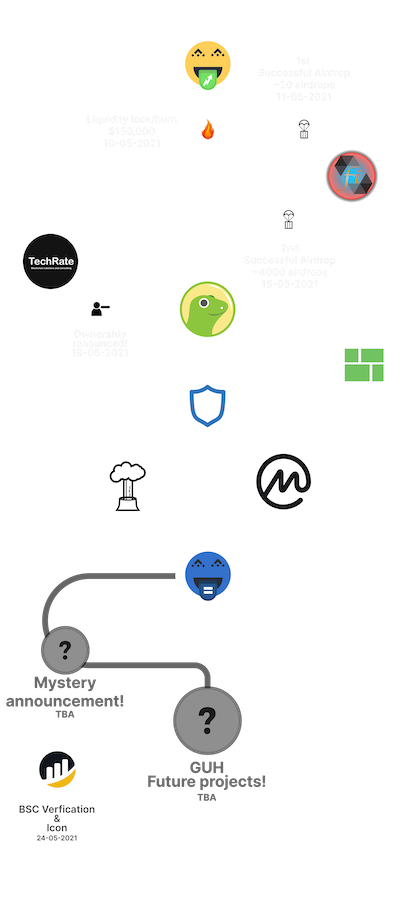 1st
Successful Airdrop
~10 airdrops
11-05-2021
Liquidity lock/burn
$150,000
10-05-2021
2nd
Successful Airdrop
~4000 airdrops
15-05-2021
TechRate
Ownership
renounced!
18-05-2021
?
Mystery
announcement!
TBA
?
GUH
Future projects!
TBA
BSC Verfication
&
Icon
24-05-2021